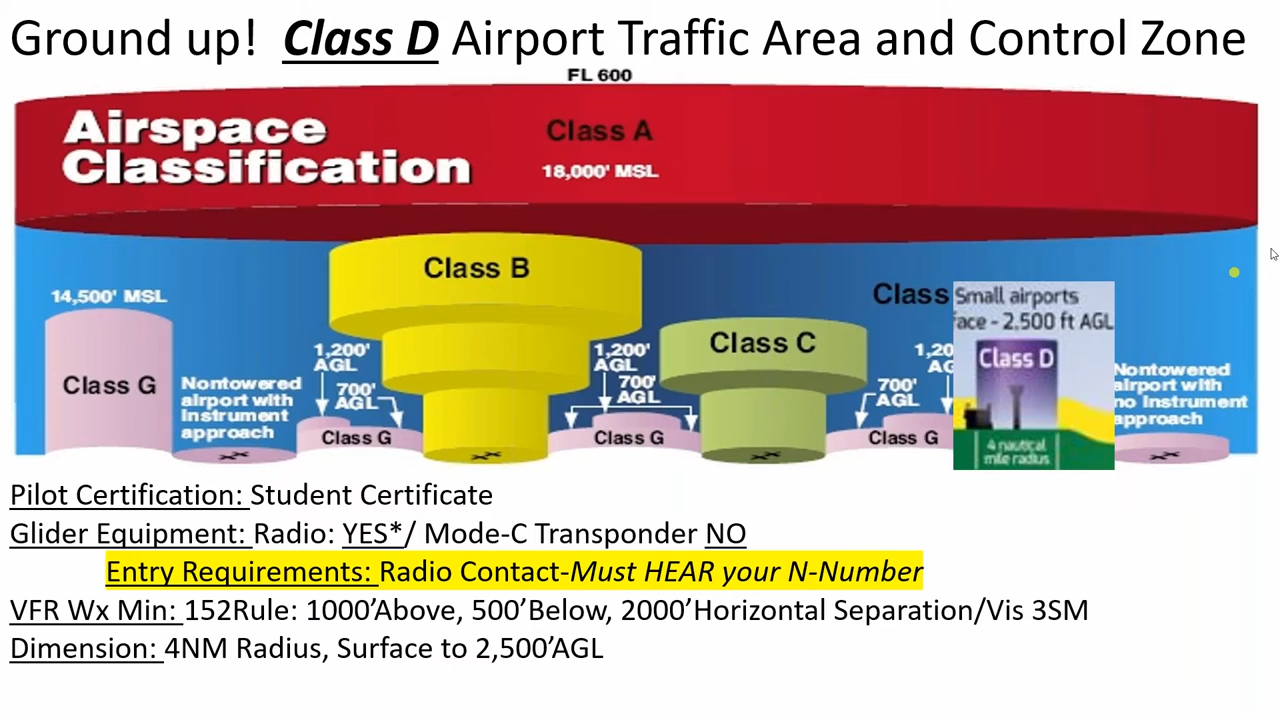 Ground up! Class D Airport Traffic Area and Control Zone
FL 600
Airspace
Classification
Class A
18,000' MSL
Class B
14,500' MSL
Class G
Nontowered
airport with
Instrument
approach
1,200'
AGL
700'
AGL
Class G
1,200'
AGL
700'
AGL
Class G
Class C
700'
AGL
Class G
Class
Small airports
face - 2,500 ft AGL
Class D
4 nautical
mile radius
Nontowered
airport with
no Instrument
approach
Pilot Certification: Student Certificate
Glider Equipment: Radio: YES*/ Mode-C Transponder NO
Entry Requirements: Radio Contact-Must HEAR your N-Number
VFR Wx Min: 152Rule: 1000’Above, 500’Below, 2000’Horizontal Separation/Vis 3SM
Dimension: 4NM Radius, Surface to 2,500’AGL